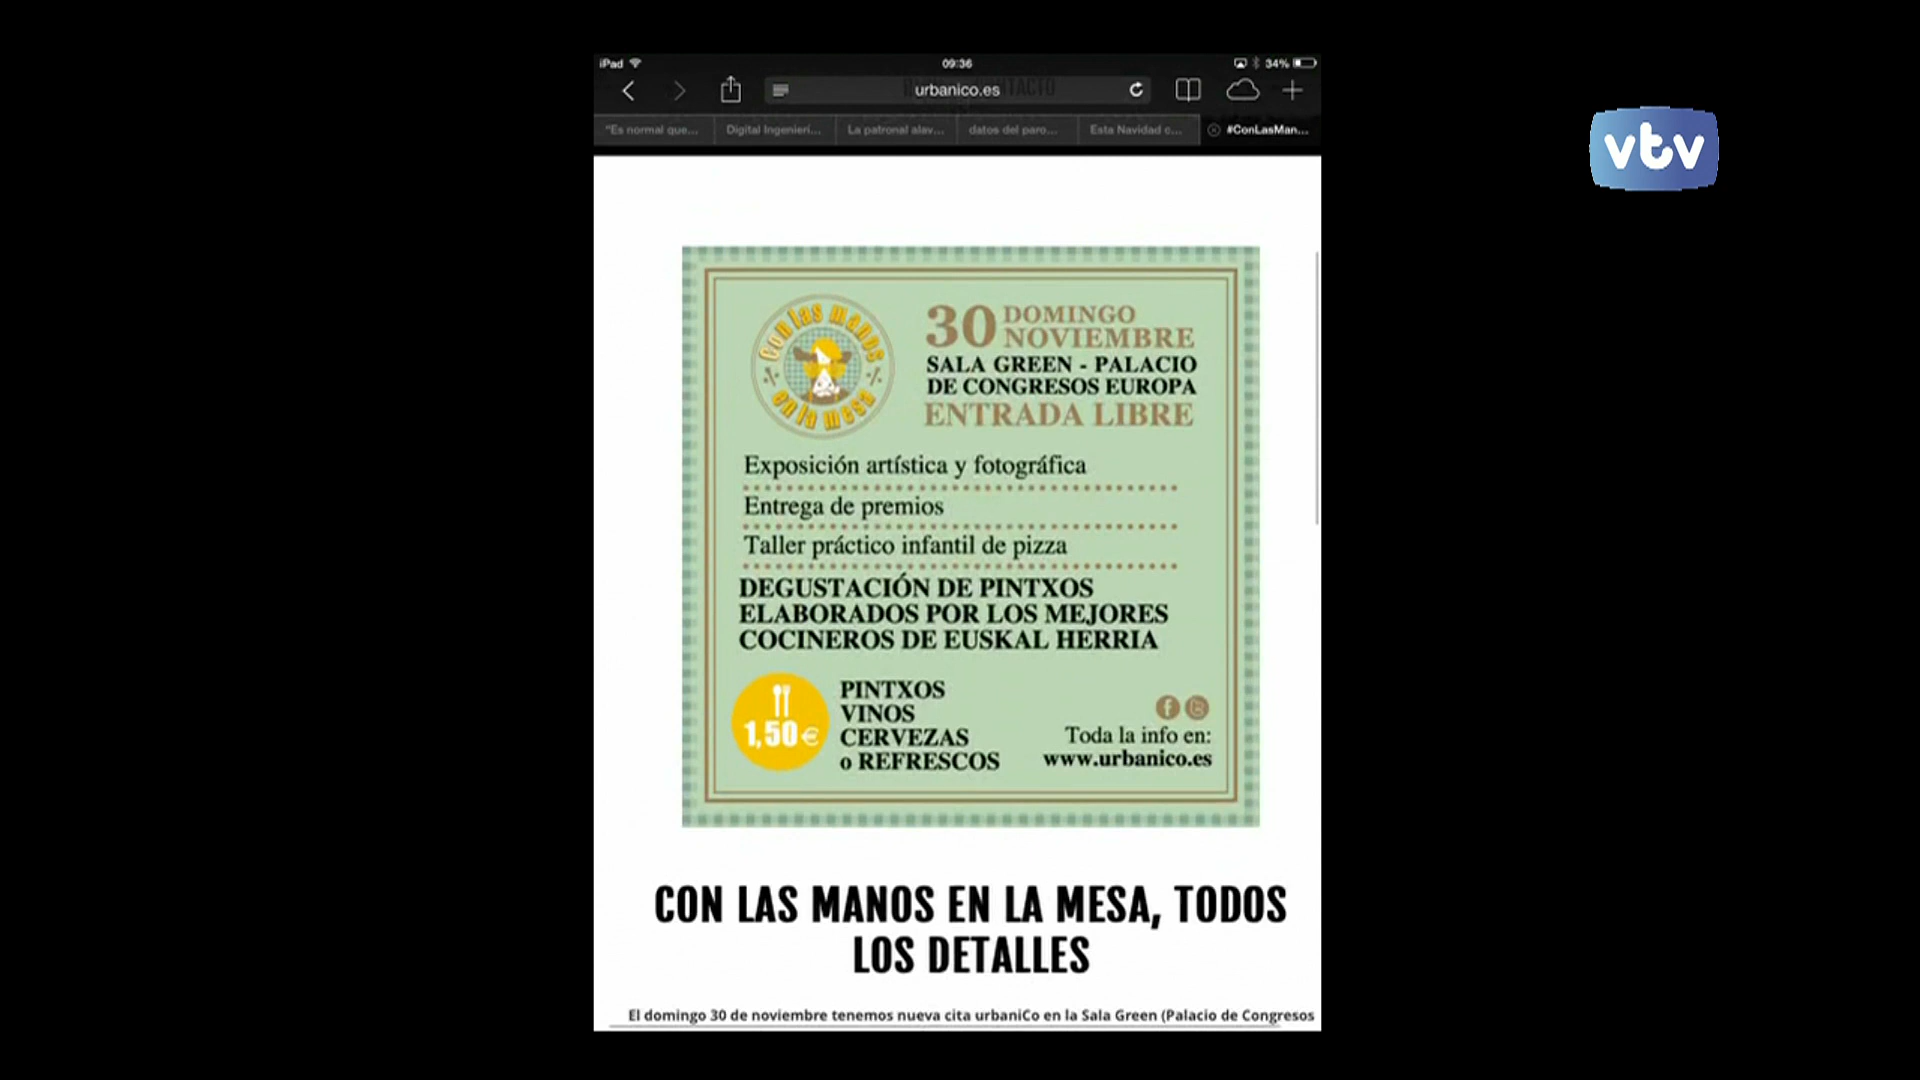 iPad
09:36
34%
urbanico.es
"Es normal que...
Digital Ingenieri...
La patronal alav...
datos del paro...
Esta Navidad c...
#ConLasMan...
vtv
Con las manos
en la mesa
30 DOMINGO
NOVIEMBRE
SALA GREEN - PALACIO
DE CONGRESOS EUROPA
ENTRADA LIBRE
Exposición artística y fotográfica
Entrega de premios
Taller práctico infantil de pizza
DEGUSTACIÓN DE PINTXOS
ELABORADOS POR LOS MEJORES
COCINEROS DE EUSKAL HERRIA
1,50€
PINTXOS
VINOS
CERVEZAS
o REFRESCOS
Toda la info en:
www.urbanico.es
CON LAS MANOS EN LA MESA, TODOS
LOS DETALLES
El domingo 30 de noviembre tenemos nueva cita urbaniCo en la Sala Green (Palacio de Congresos